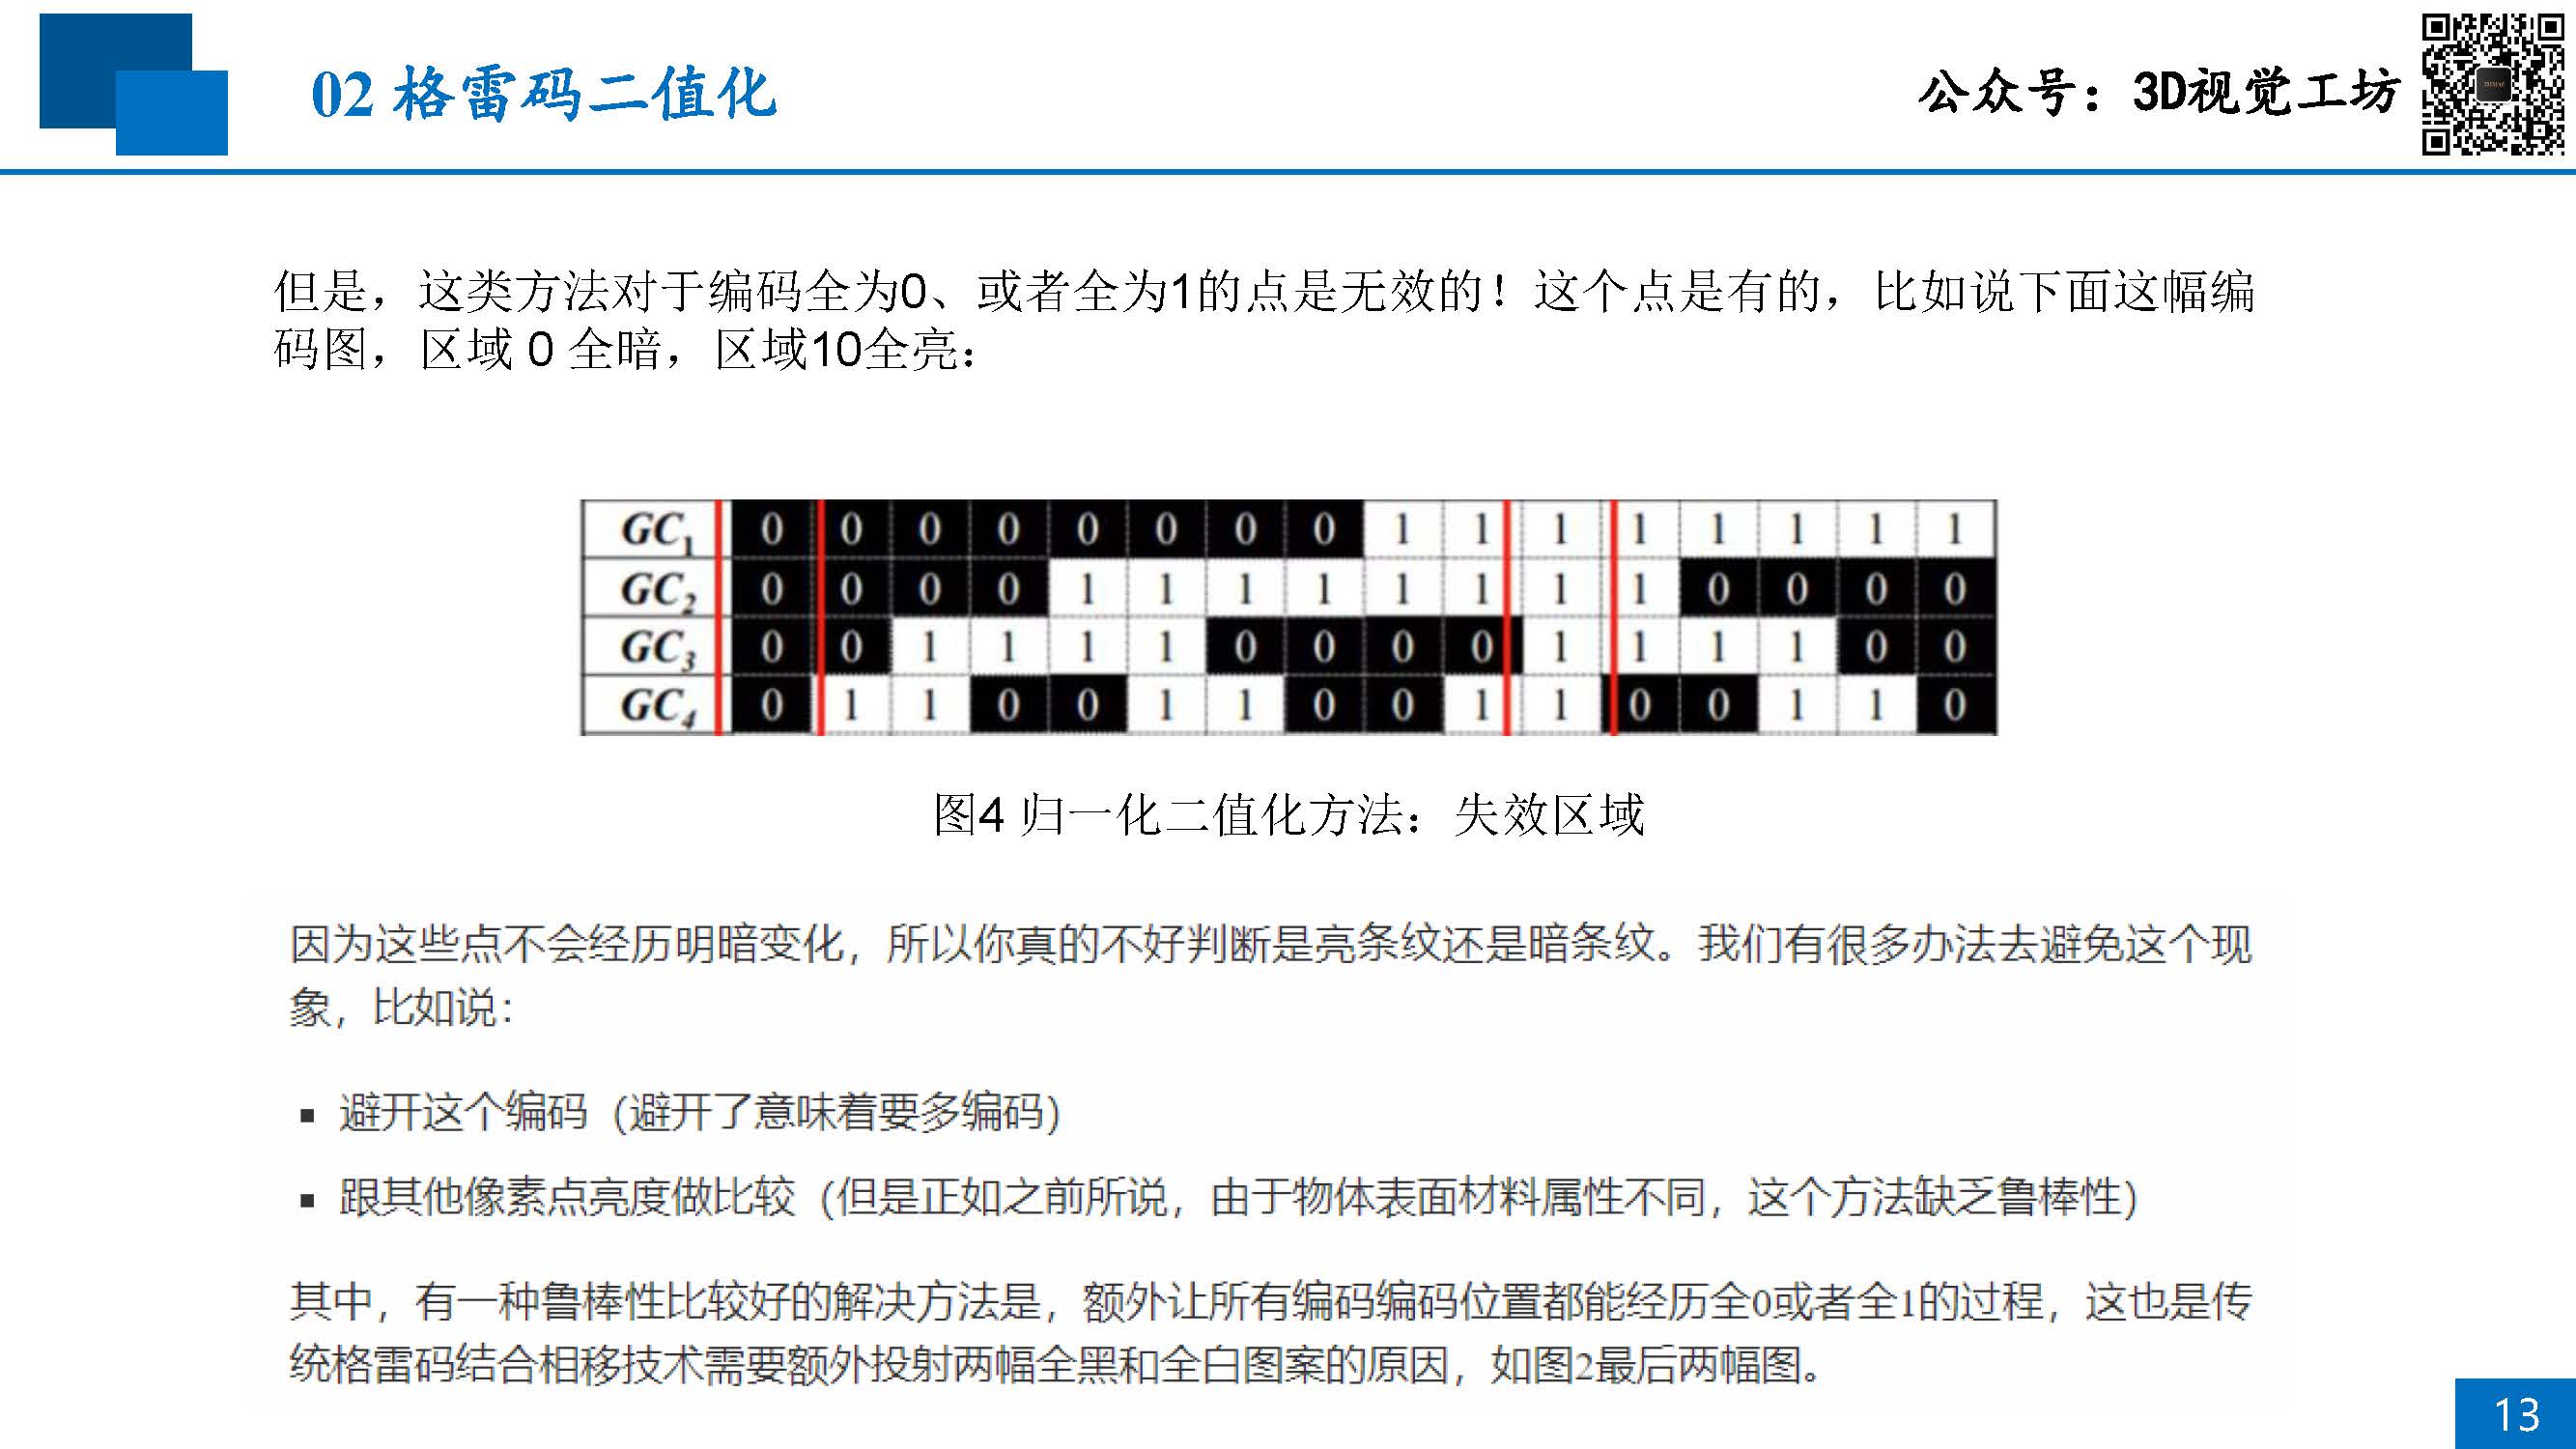 02 格雷码二值化
公众号：3D视觉工坊
但是，这类方法对于编码全为0、或者全为1的点是无效的！这个点是有的，比如说下面这幅编
码图，区域 0 全暗，区域10全亮：
GC1 0 0 0 0 0 0 0 0 1 1 1 1 1 1 1 1
GC2 0 0 0 0 1 1 1 1 1 1 1 1 0 0 0 0
GC3 0 0 1 1 1 1 0 0 0 0 1 1 1 1 0 0
GC4 0 1 1 0 0 1 1 0 0 1 1 0 0 1 1 0
图4 归一化二值化方法：失效区域
因为这些点不会经历明暗变化，所以你真的不好判断是亮条纹还是暗条纹。我们有很多办法去避免这个现
象，比如说：
▪ 避开这个编码（避开了意味着要多编码）
▪ 跟其他像素点亮度做比较（但是正如之前所说，由于物体表面材料属性不同，这个方法缺乏鲁棒性）
其中，有一种鲁棒性比较好的解决方法是，额外让所有编码编码位置都能经历全0或者全1的过程，这也是传
统格雷码结合相移技术需要额外投射两幅全黑和全白图案的原因，如图2最后两幅图。
13